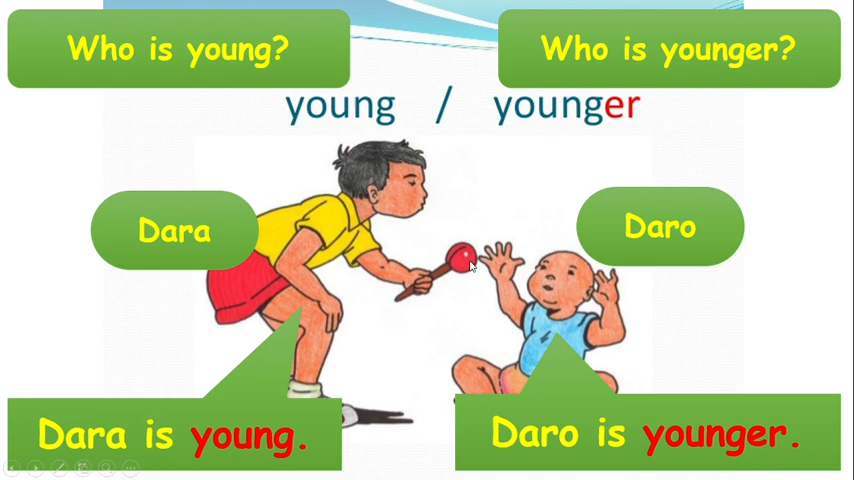 Who is young?
Who is younger?
young / younger
Dara
Daro
Dara is young.
Daro is younger.